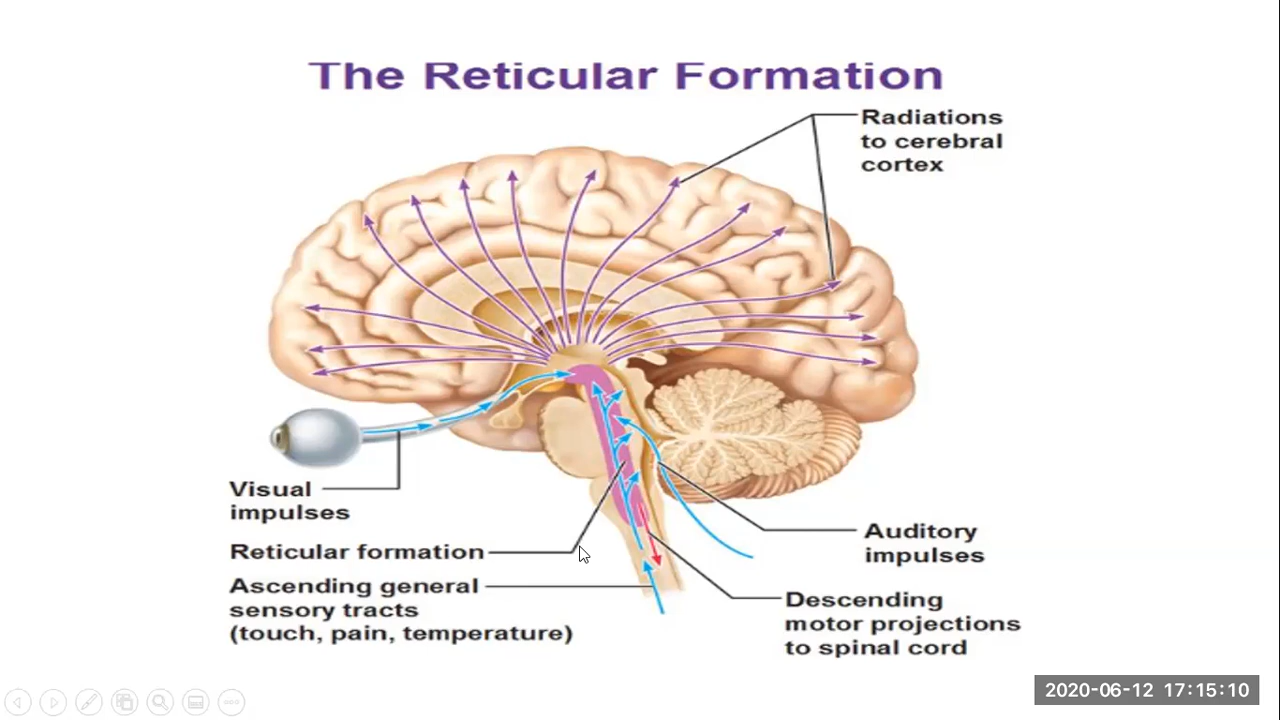 The Reticular Formation
Radiations
to cerebral
cortex
Visual
impulses
Reticular formation
Ascending general
sensory tracts
(touch, pain, temperature)
Auditory
impulses
Descending
motor projections
to spinal cord
2020-06-12 17:15:10